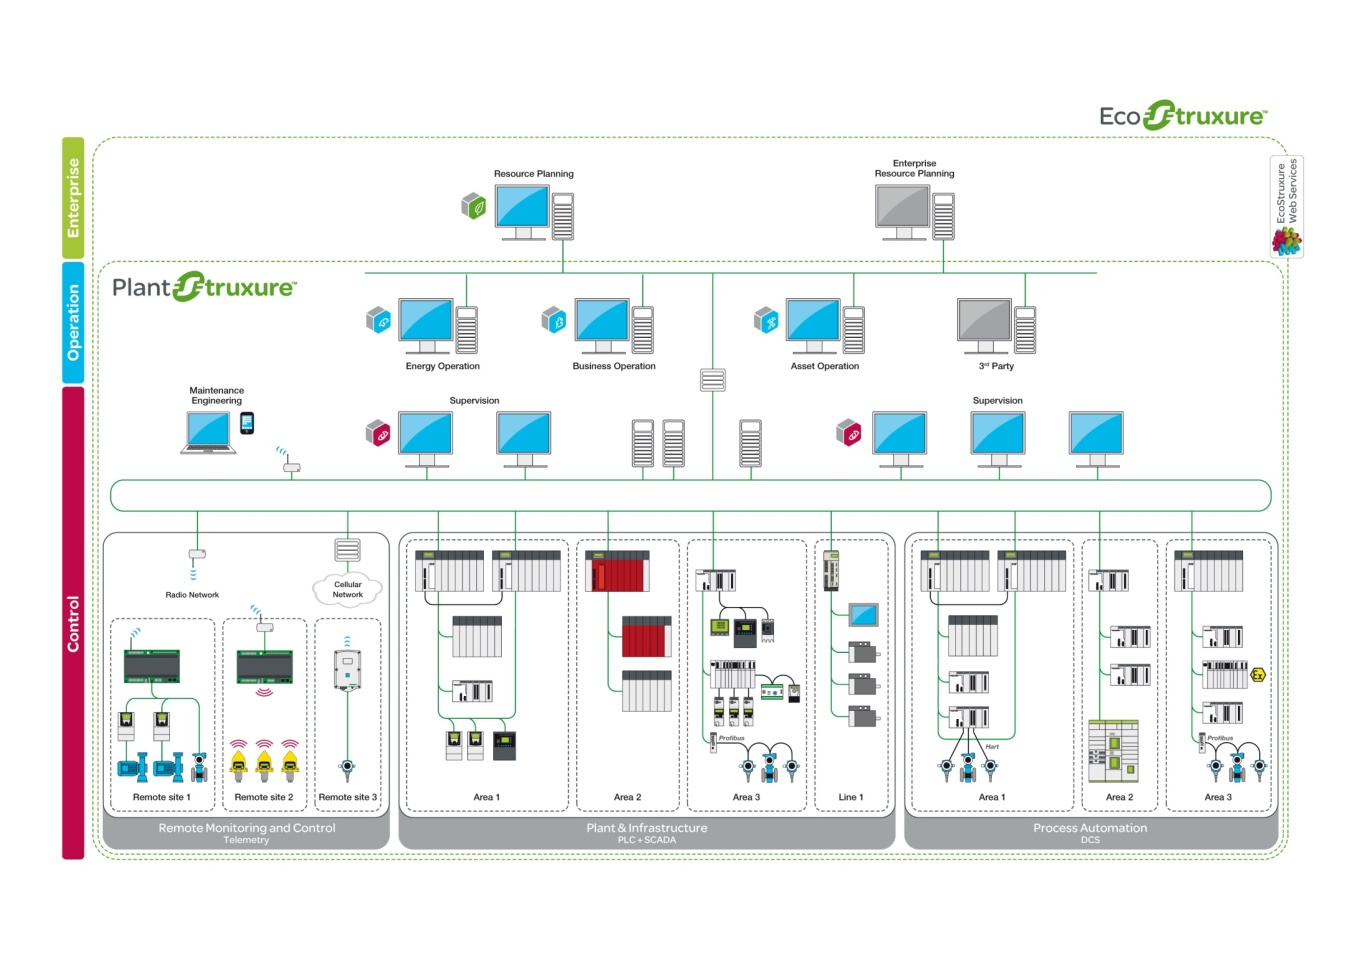 EcoStruxure™
Enterprise
Resource Planning
Enterprise
Resource Planning
EcoStruxure
Web Services
Operation
PlantStruxure™
Energy Operation
Business Operation
Asset Operation
3rd Party
Control
Maintenance
Engineering
Supervision
Supervision
Radio Network
Cellular
Network
Profibus
Hart
Profibus
Ex
Remote site 1
Remote site 2
Remote site 3
Area 1
Area 2
Area 3
Line 1
Area 1
Area 2
Area 3
Remote Monitoring and Control
Telemetry
Plant & Infrastructure
PLC + SCADA
Process Automation
DCS